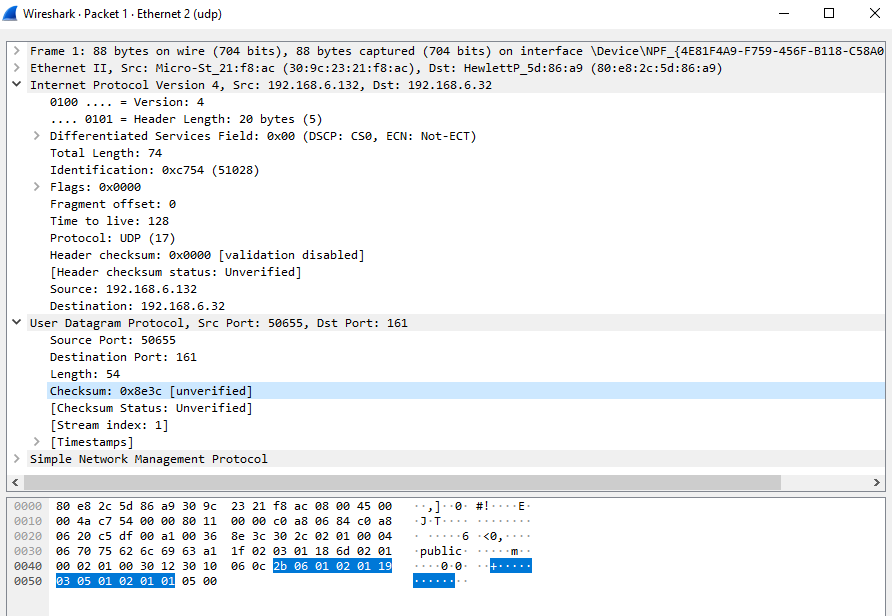 Wireshark · Packet 1 · Ethernet 2 (udp)
Frame 1: 88 bytes on wire (704 bits), 88 bytes captured (704 bits) on interface \Device\NPF_{4E81F4A9-F759-456F-B118-C58A0
Ethernet II, Src: Micro-St_21:f8:ac (30:9c:23:21:f8:ac), Dst: HewlettP_5d:86:a9 (80:e8:2c:5d:86:a9)
Internet Protocol Version 4, Src: 192.168.6.132, Dst: 192.168.6.32
0100 .... = Version: 4
.... 0101 = Header Length: 20 bytes (5)
Differentiated Services Field: 0x00 (DSCP: CS0, ECN: Not-ECT)
Total Length: 74
Identification: 0xc754 (51028)
Flags: 0x0000
Fragment offset: 0
Time to live: 128
Protocol: UDP (17)
Header checksum: 0x0000 [validation disabled]
[Header checksum status: Unverified]
Source: 192.168.6.132
Destination: 192.168.6.32
User Datagram Protocol, Src Port: 50655, Dst Port: 161
Source Port: 50655
Destination Port: 161
Length: 54
Checksum: 0x8e3c [unverified]
[Checksum Status: Unverified]
[Stream index: 1]
[Timestamps]
Simple Network Management Protocol
0000 80 e8 2c 5d 86 a9 30 9c 23 21 f8 ac 08 00 45 00 ··,]··0· #!····E·
0010 00 4a c7 54 00 00 80 11 00 00 c0 a8 06 84 c0 a8 ·J·T···· ········
0020 06 20 c5 df 00 a1 00 36 8e 3c 30 2c 02 01 00 04 · ·····6 ·<0,····
0030 06 70 75 62 6c 69 63 a1 1f 02 03 01 18 6d 02 01 ·public· ·····m··
0040 00 02 01 00 30 12 30 10 06 0c 2b 06 01 02 01 19 ····0·0· ··+·····
0050 03 05 01 02 01 01 05 00 ········